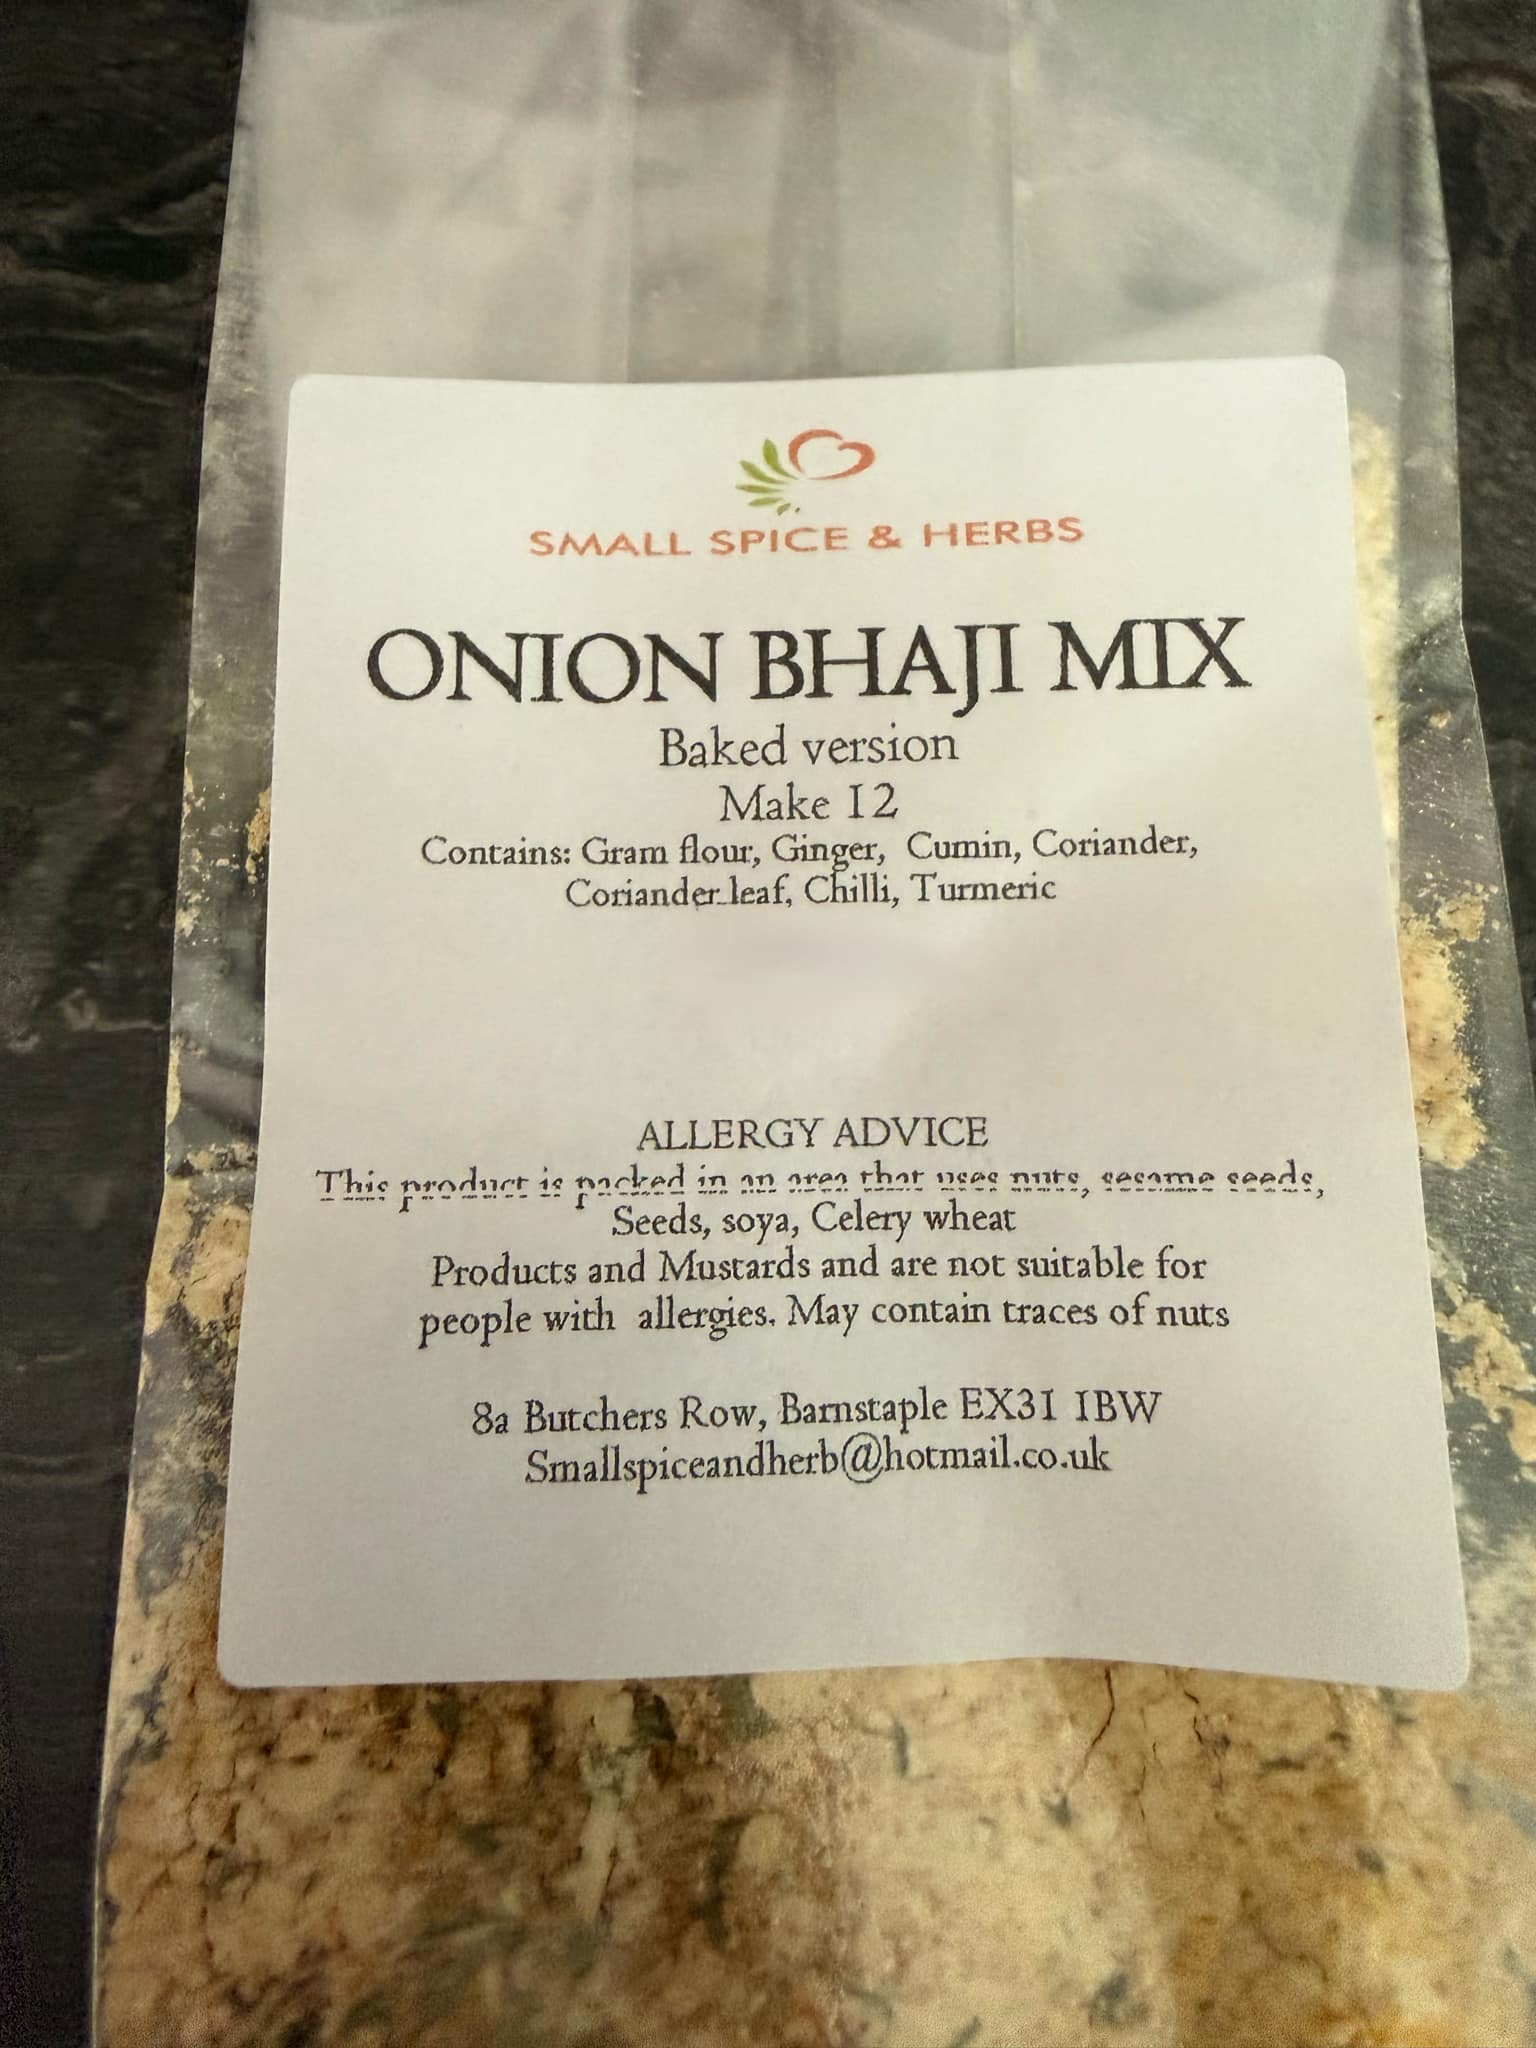 SMALL SPICE & HERBS
ONION BHAJI MIX
Baked version
Make 12
Contains: Gram flour, Ginger, Cumin, Coriander,
Coriander leaf, Chilli, Turmeric
ALLERGY ADVICE
This product is packed in an area that uses nuts, sesame seeds,
Seeds, soya, Celery wheat
Products and Mustards and are not suitable for
people with allergies. May contain traces of nuts
8a Butchers Row, Barnstaple EX31 1BW
Smallspiceandherb@hotmail.co.uk